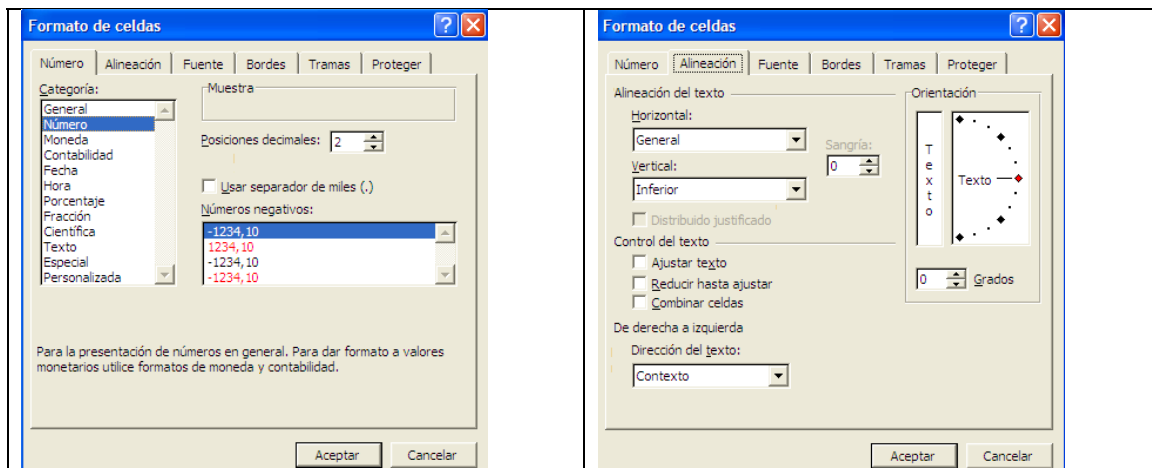 Formato de celdas
Número Alineación Fuente Bordes Tramas Proteger
Categoría:
General
Número
Moneda
Contabilidad
Fecha
Hora
Porcentaje
Fracción
Científica
Texto
Especial
Personalizada
Muestra
Posiciones decimales: 2
Usar separador de miles (.)
Números negativos:
-1234,10
1234,10
-1234,10
-1234,10
Para la presentación de números en general. Para dar formato a valores
monetarios utilice formatos de moneda y contabilidad.
Aceptar Cancelar
Formato de celdas
Número Alineación Fuente Bordes Tramas Proteger
Alineación del texto
Horizontal:
General
Sangría:
0
Vertical:
Inferior
Distribuido justificado
Control del texto
Ajustar texto
Reducir hasta ajustar
Combinar celdas
De derecha a izquierda
Dirección del texto:
Contexto
Orientación
Texto
Texto
0 Grados
Aceptar Cancelar